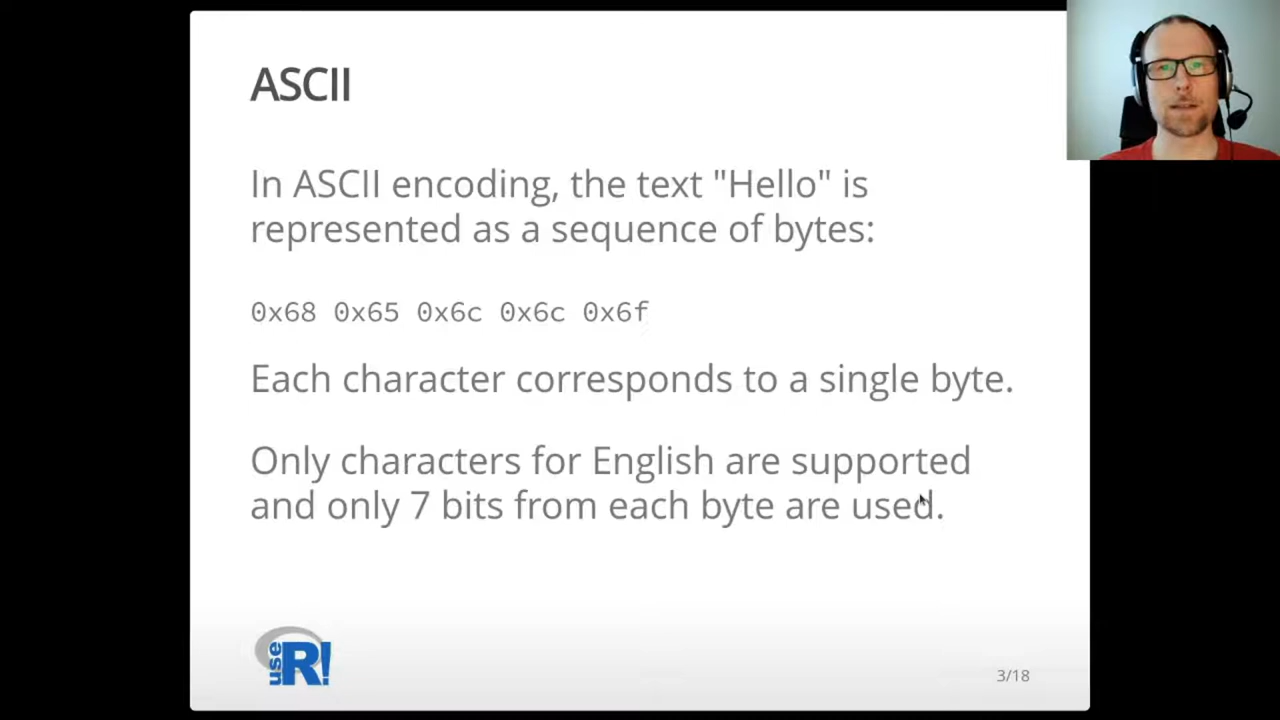 ASCII
In ASCII encoding, the text "Hello" is
represented as a sequence of bytes:
0x68 0x65 0x6c 0x6c 0x6f
Each character corresponds to a single byte.
Only characters for English are supported
and only 7 bits from each byte are used.
use R!
3/18